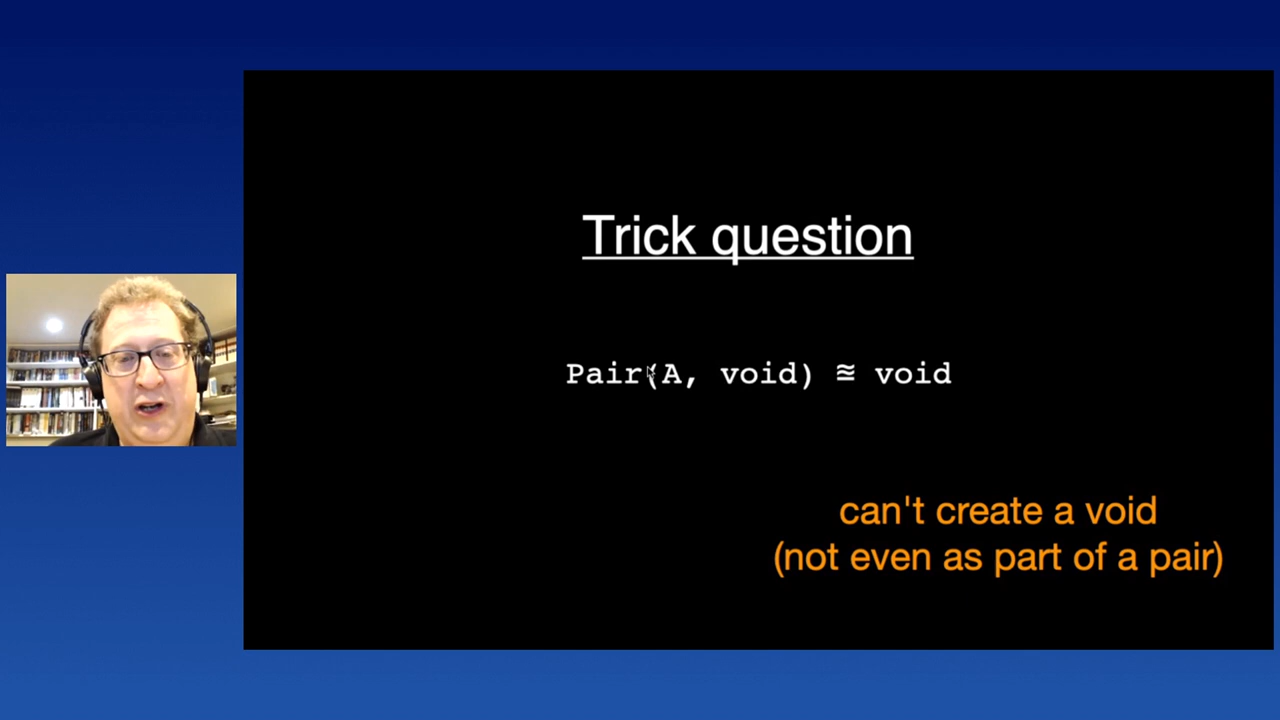 Trick question
Pair(A, void) ≅ void
can't create a void
(not even as part of a pair)